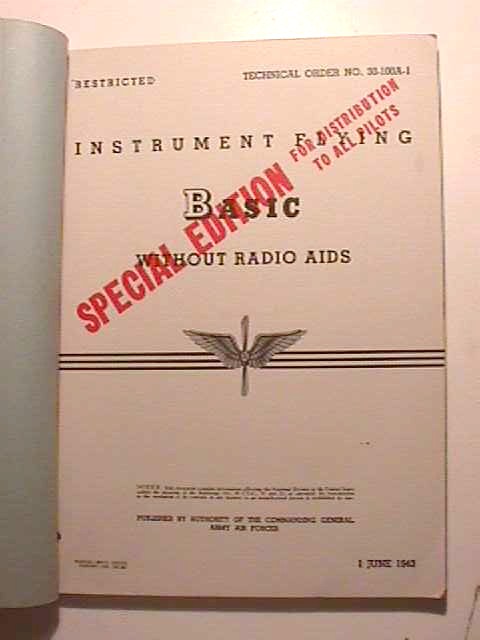 RESTRICTED
TECHNICAL ORDER NO. 30-100A-1
INSTRUMENT FLYING
BASIC
WITHOUT RADIO AIDS
SPECIAL EDITION
FOR DISTRIBUTION
TO ALL PILOTS
PUBLISHED BY AUTHORITY OF THE COMMANDING GENERAL
ARMY AIR FORCES
1 JUNE 1943